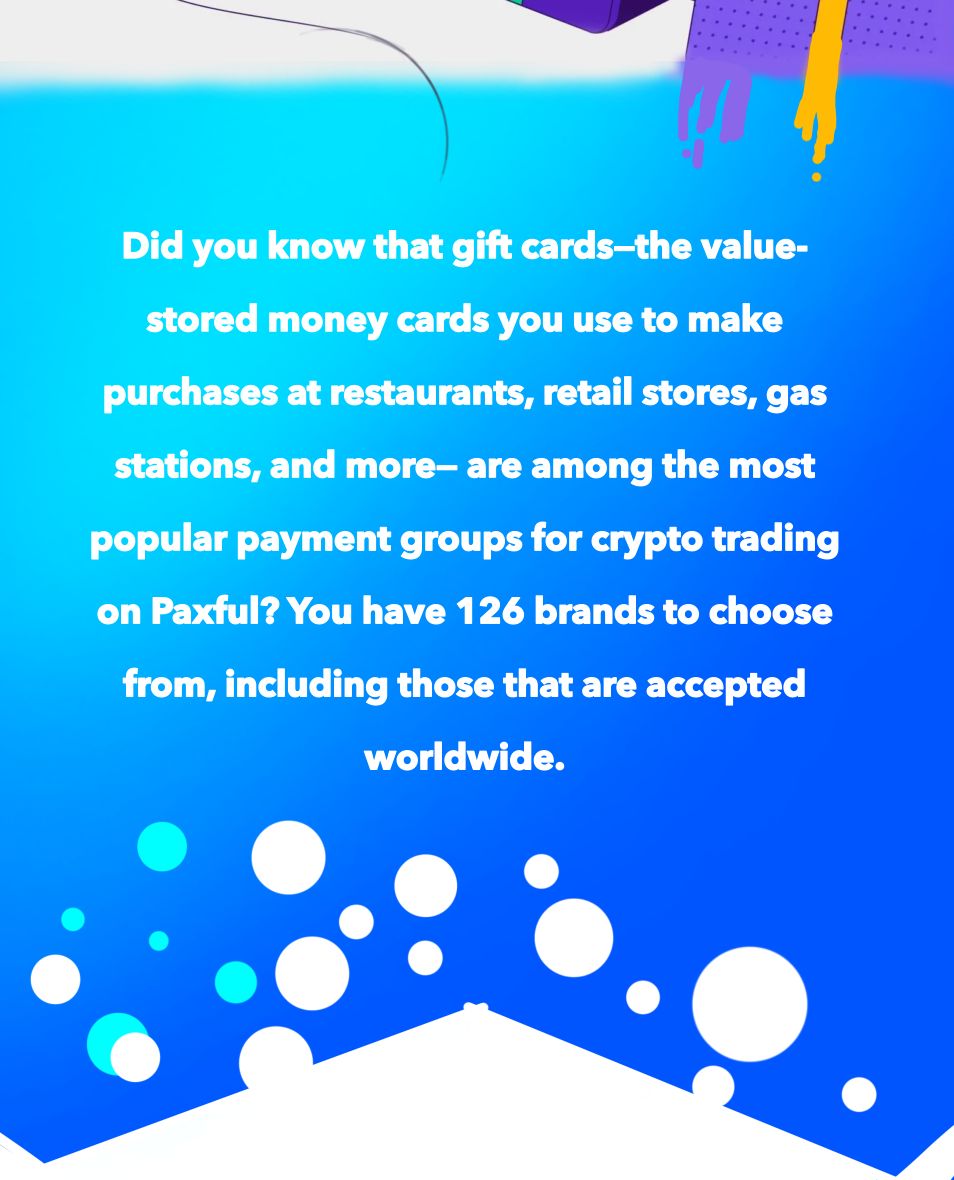 Did you know that gift cards—the value-
stored money cards you use to make
purchases at restaurants, retail stores, gas
stations, and more— are among the most
popular payment groups for crypto trading
on Paxful? You have 126 brands to choose
from, including those that are accepted
worldwide.